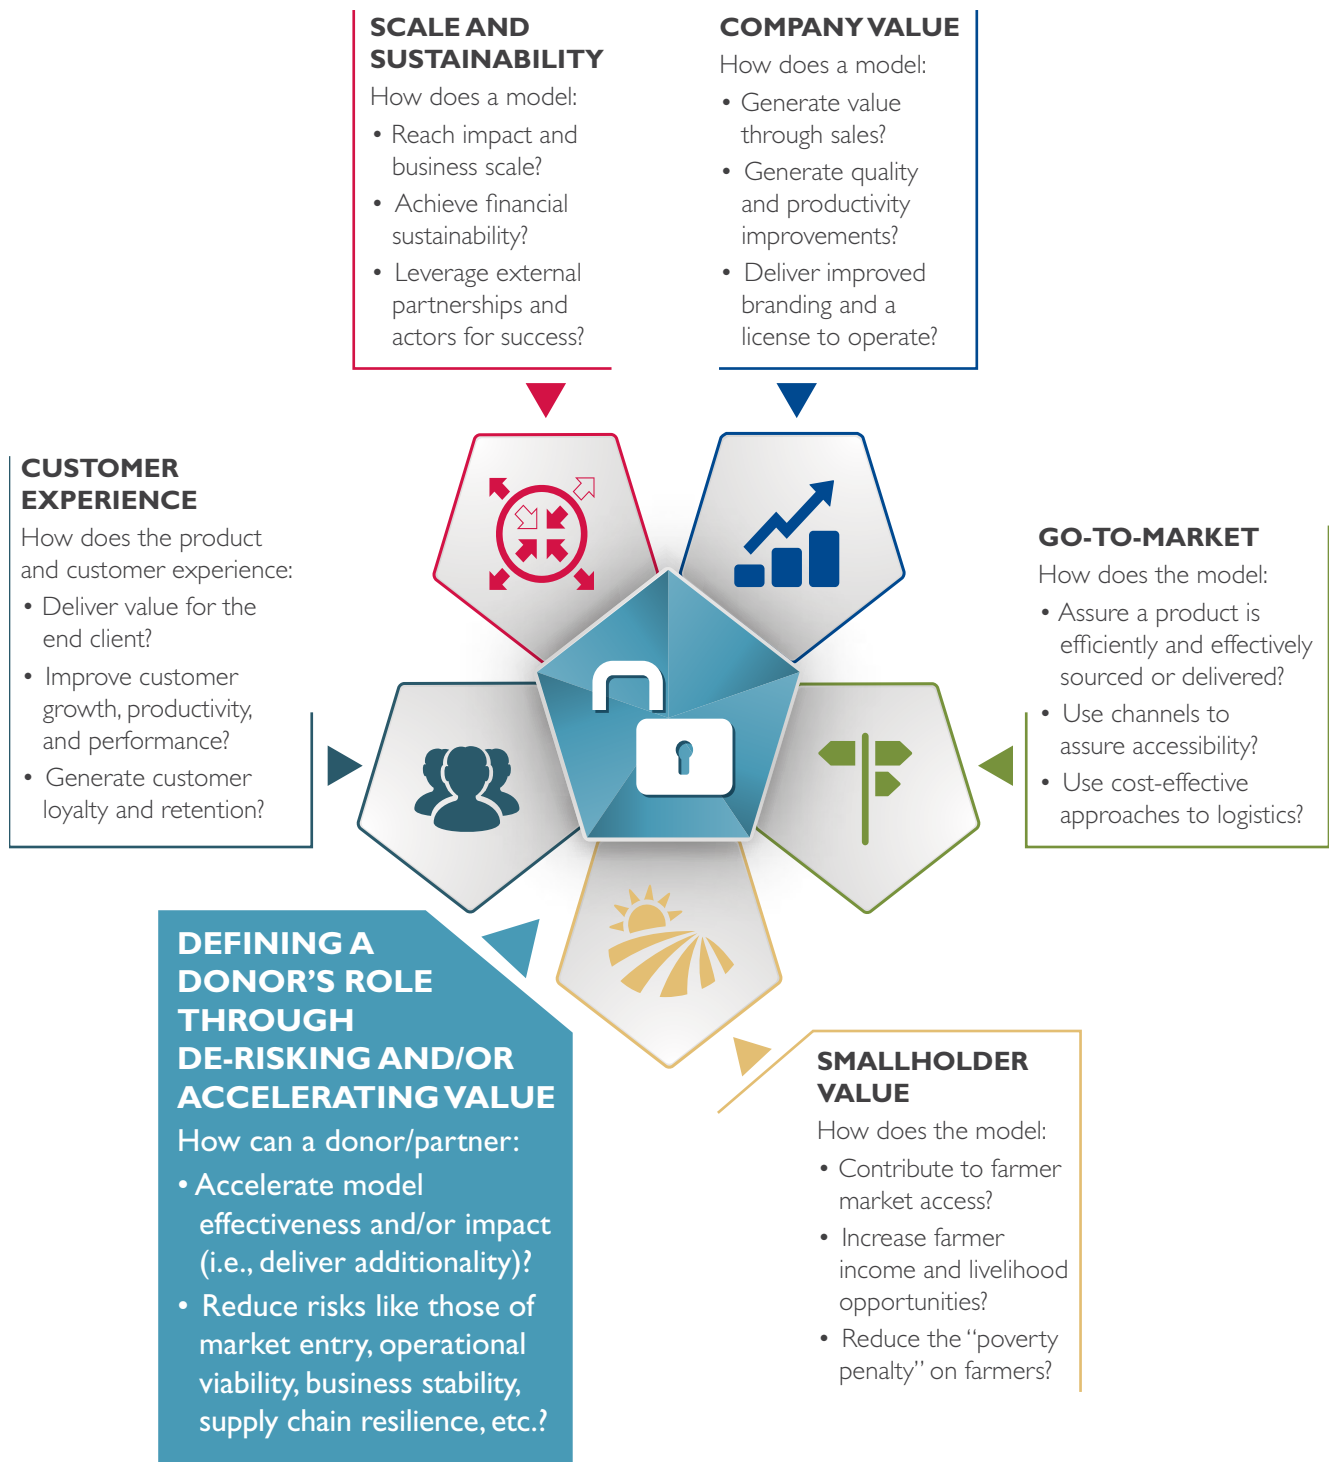 SCALE AND
SUSTAINABILITY
How does a model:
• Reach impact and
business scale?
• Achieve financial
sustainability?
• Leverage external
partnerships and
actors for success?
COMPANY VALUE
How does a model:
• Generate value
through sales?
• Generate quality
and productivity
improvements?
• Deliver improved
branding and a
license to operate?
CUSTOMER
EXPERIENCE
How does the product
and customer experience:
• Deliver value for the
end client?
• Improve customer
growth, productivity,
and performance?
• Generate customer
loyalty and retention?
GO-TO-MARKET
How does the model:
• Assure a product is
efficiently and effectively
sourced or delivered?
• Use channels to
assure accessibility?
• Use cost-effective
approaches to logistics?
DEFINING A
DONOR’S ROLE
THROUGH
DE-RISKING AND/OR
ACCELERATING VALUE
How can a donor/partner:
• Accelerate model
effectiveness and/or impact
(i.e., deliver additionality)?
• Reduce risks like those of
market entry, operational
viability, business stability,
supply chain resilience, etc.?
SMALLHOLDER
VALUE
How does the model:
• Contribute to farmer
market access?
• Increase farmer
income and livelihood
opportunities?
• Reduce the “poverty
penalty” on farmers?